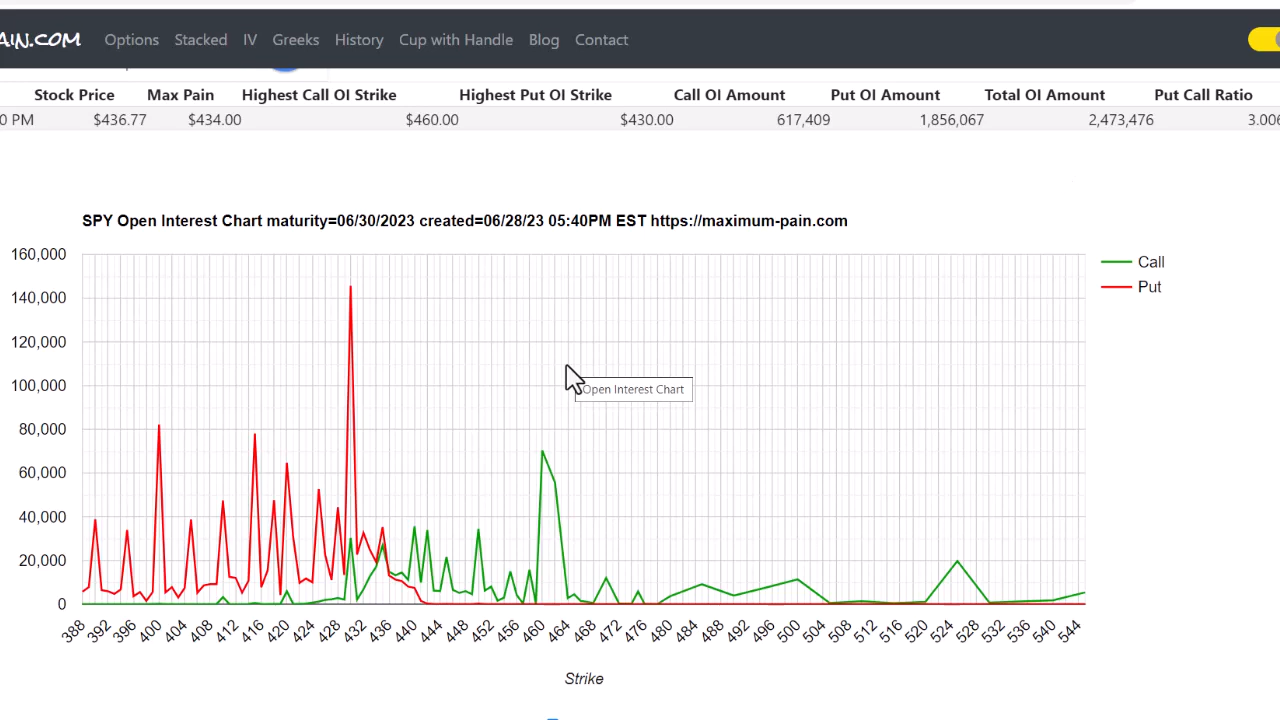 AIN.COM Options Stacked IV Greeks History Cup with Handle Blog Contact
Stock Price Max Pain Highest Call OI Strike Highest Put OI Strike Call OI Amount Put OI Amount Total OI Amount Put Call Ratio
0 PM $436.77 $434.00 $460.00 $430.00 617,409 1,856,067 2,473,476 3.006
SPY Open Interest Chart maturity=06/30/2023 created=06/28/23 05:40PM EST https://maximum-pain.com
160,000
140,000
120,000
100,000
80,000
60,000
40,000
20,000
0
Call
Put
Open Interest Chart
388 392 396 400 404 408 412 416 420 424 428 432 436 440 444 448 452 456 460 464 468 472 476 480 484 488 492 496 500 504 508 512 516 520 524 528 532 536 540 544
Strike